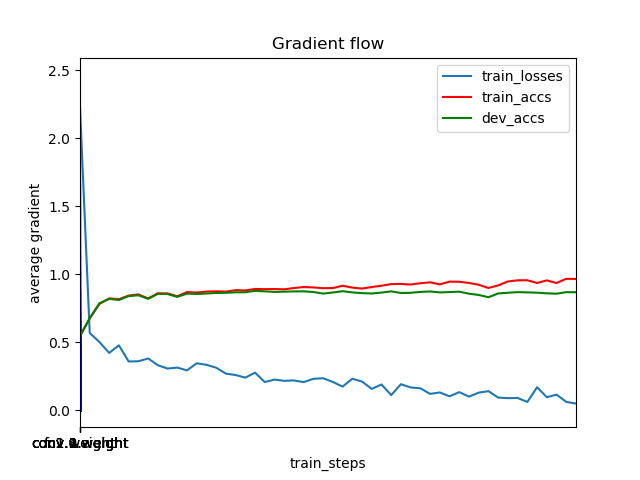 Gradient flow
2.5
2.0
1.5
1.0
0.5
0.0
average gradient
train_losses
train_accs
dev_accs
train_steps